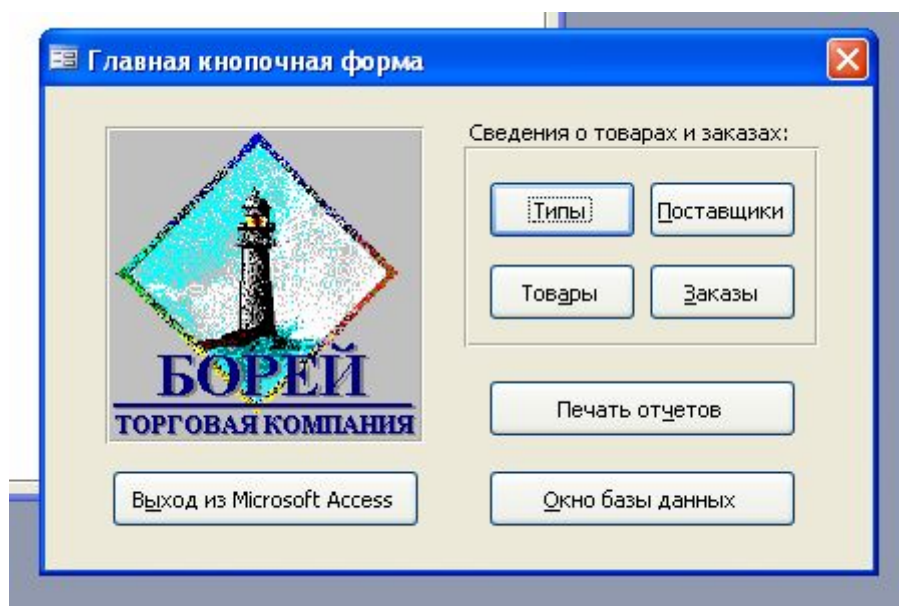 Главная кнопочная форма
Сведения о товарах и заказах:
Типы Поставщики
Товары Заказы
БОРЕЙ
ТОРГОВАЯ КОМПАНИЯ
Печать отчетов
Выход из Microsoft Access Окно базы данных